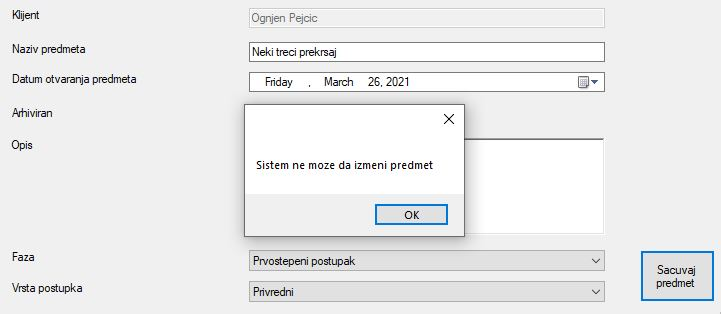 Klijent
Ognjen Pejcic
Naziv predmeta
Neki treci prekrsaj
Datum otvaranja predmeta
Friday , March 26, 2021
Arhiviran
Opis
Sistem ne moze da izmeni predmet
OK
Faza
Prvostepeni postupak
Vrsta postupka
Privredni
Sacuvaj
predmet